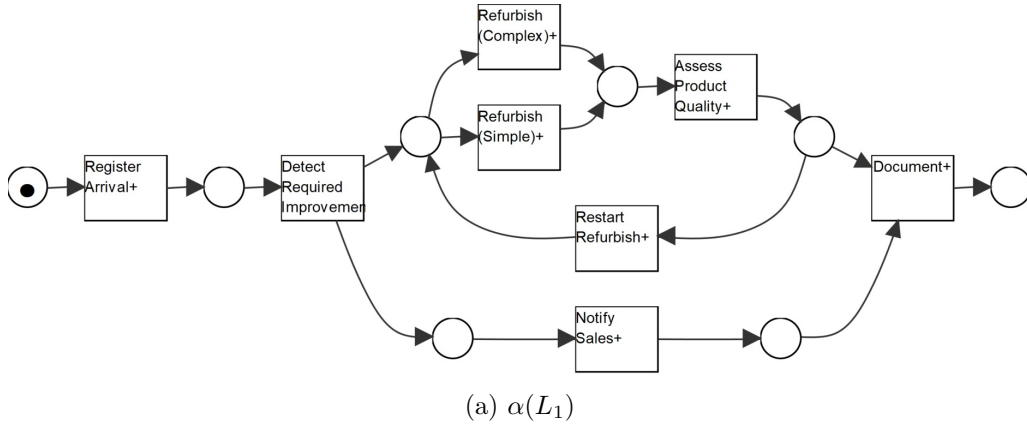 Refurbish
(Complex)+
Assess
Product
Quality+
Refurbish
(Simple)+
Register
Arrival+
Detect
Required
Improvemen
Document+
Restart
Refurbish+
Notify
Sales+
(a) α(L₁)